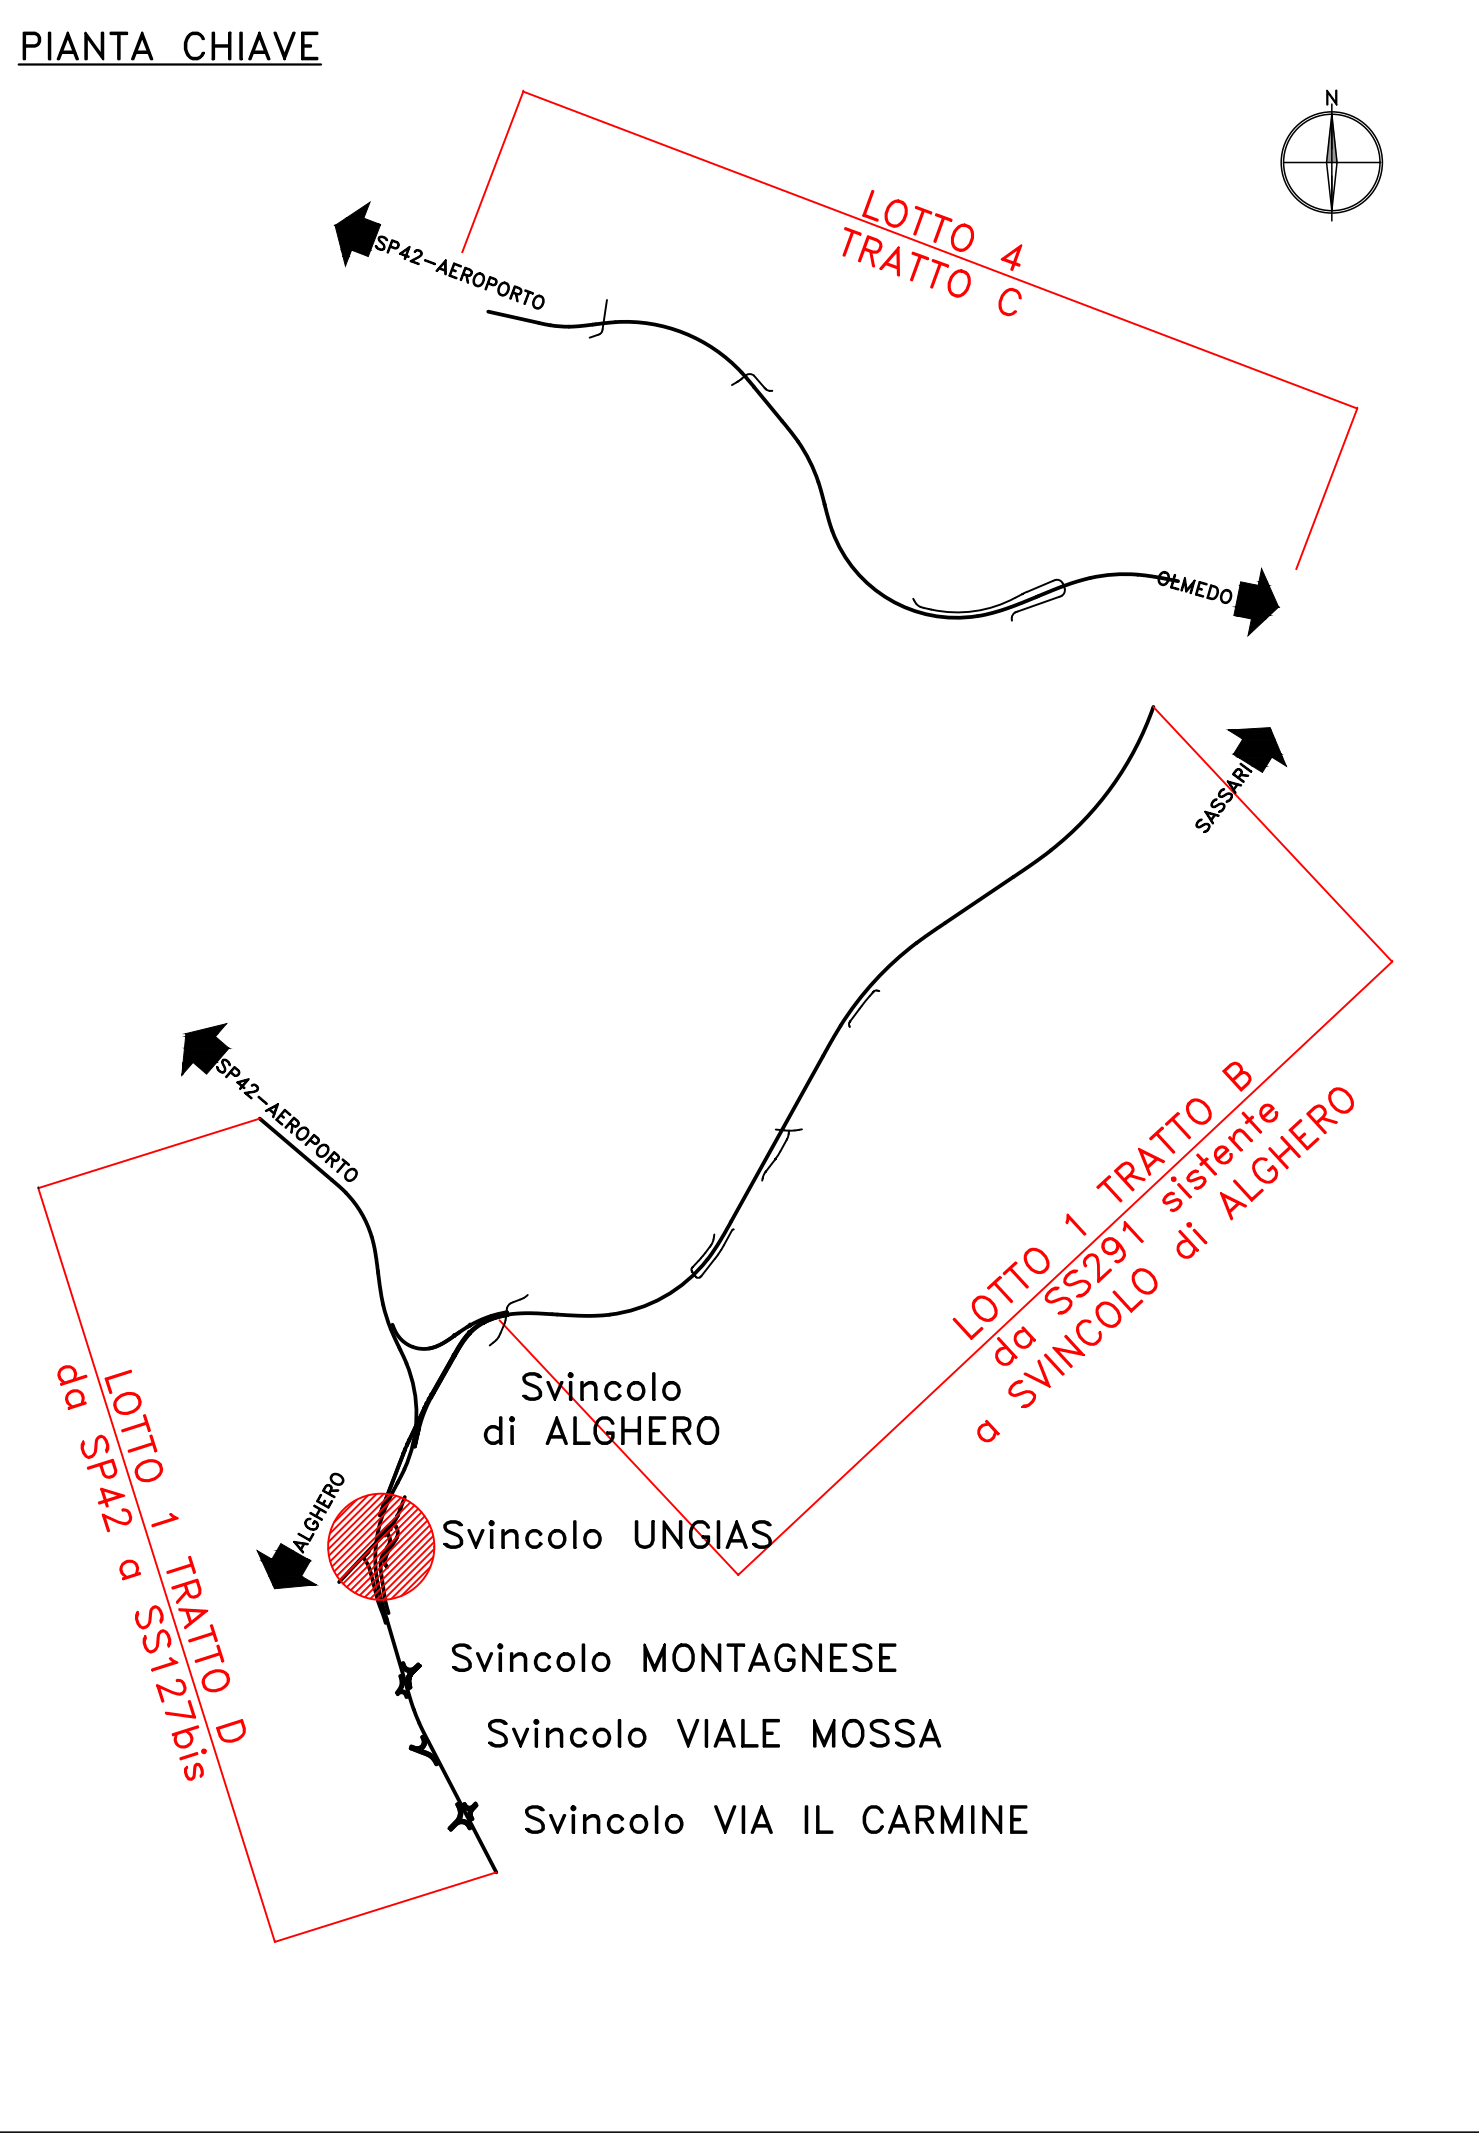 PIANTA CHIAVE
N
LOTTO 4
TRATTO C
SP42-AEROPORTO
OLMEDO
SASSARI
SP42-AEROPORTO
LOTTO 1 TRATTO B
da SS291 sistente
a SVINCOLO di ALGHERO
LOTTO 1 TRATTO D
da SP42 a SS127bis
Svincolo
di ALGHERO
ALGHERO
Svincolo UNGIAS
Svincolo MONTAGNESE
Svincolo VIALE MOSSA
Svincolo VIA IL CARMINE